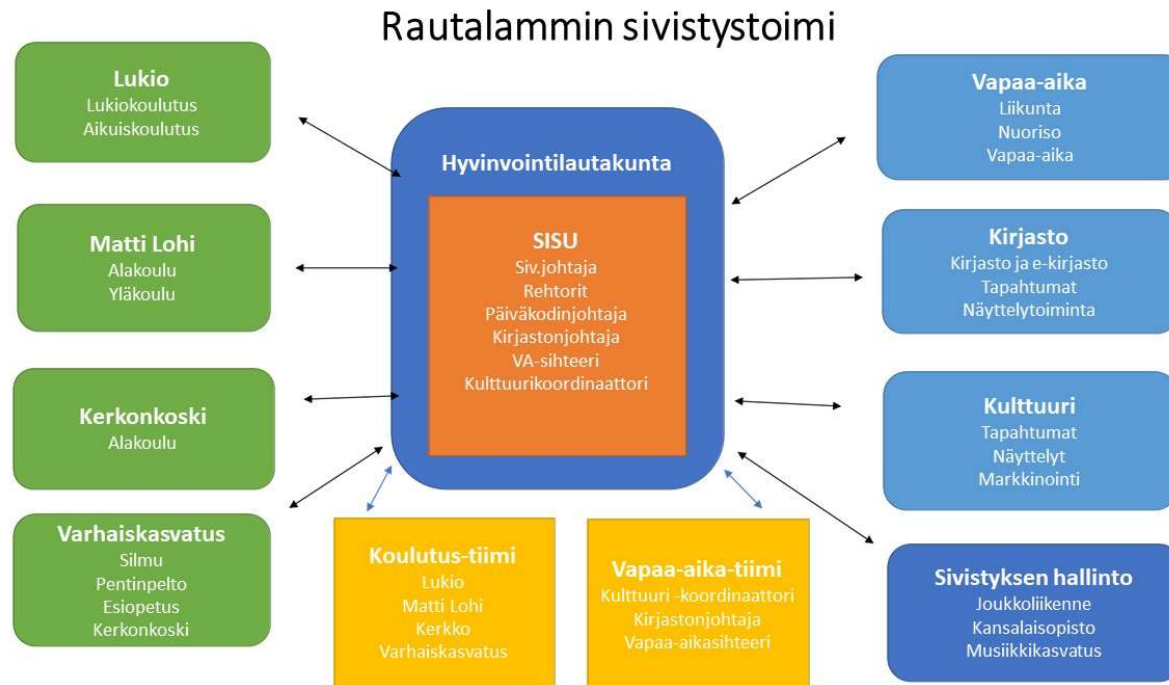 Rautalammin sivistystoimi
Lukio
Lukiokoulutus
Aikuiskoulutus
Matti Lohi
Alakoulu
Yläkoulu
Kerkonkoski
Alakoulu
Varhaiskasvatus
Silmu
Pentinpelto
Esiopetus
Kerkonkoski
Hyvinvointilautakunta
SISU
Siv.johtaja
Rehtorit
Päiväkodinjohtaja
Kirjastonjohtaja
VA-sihteeri
Kulttuurikoordinaattori
Koulutus-tiimi
Lukio
Matti Lohi
Kerkko
Varhaiskasvatus
Vapaa-aika-tiimi
Kulttuuri -koordinaattori
Kirjastonjohtaja
Vapaa-aikasihteeri
Vapaa-aika
Liikunta
Nuoriso
Vapaa-aika
Kirjasto
Kirjasto ja e-kirjasto
Tapahtumat
Näyttelytoiminta
Kulttuuri
Tapahtumat
Näyttelyt
Markkinointi
Sivistyksen hallinto
Joukkoliikenne
Kansalaisopisto
Musiikkikasvatus